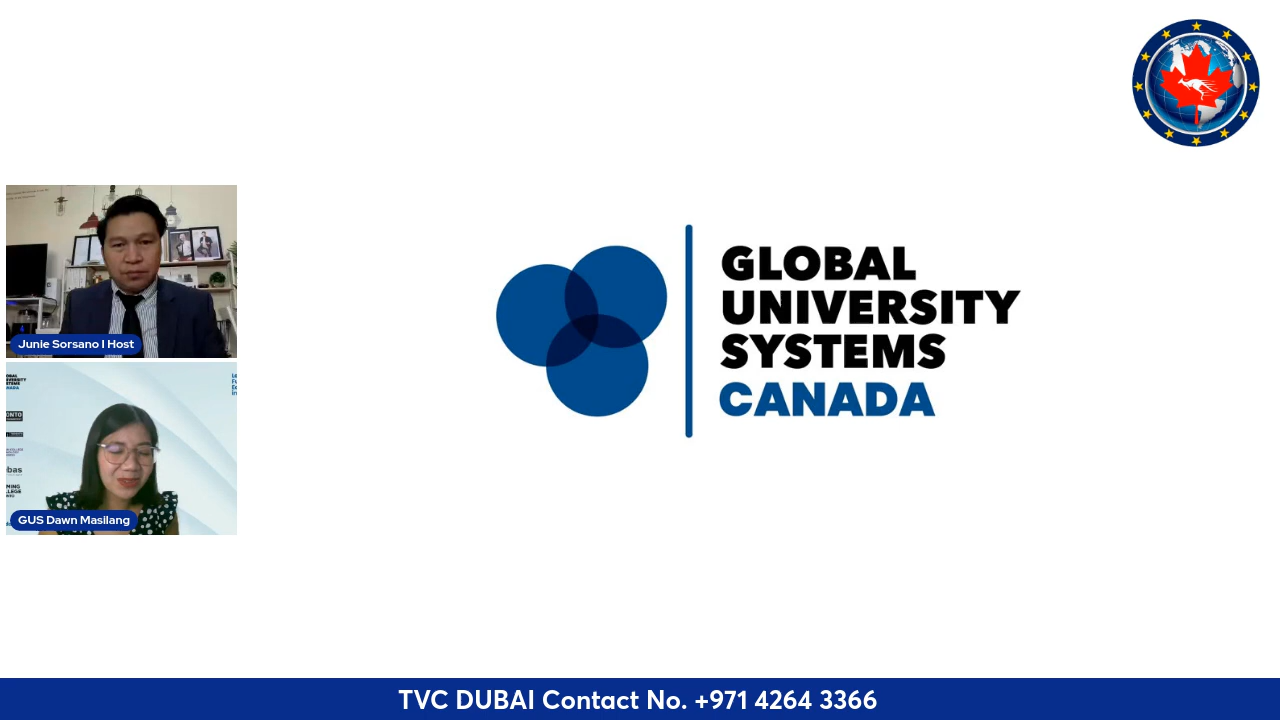 GLOBAL
UNIVERSITY
SYSTEMS
CANADA
Junie Sorsano I Host
GUS Dawn Masilang
TVC DUBAI Contact No. +971 4264 3366